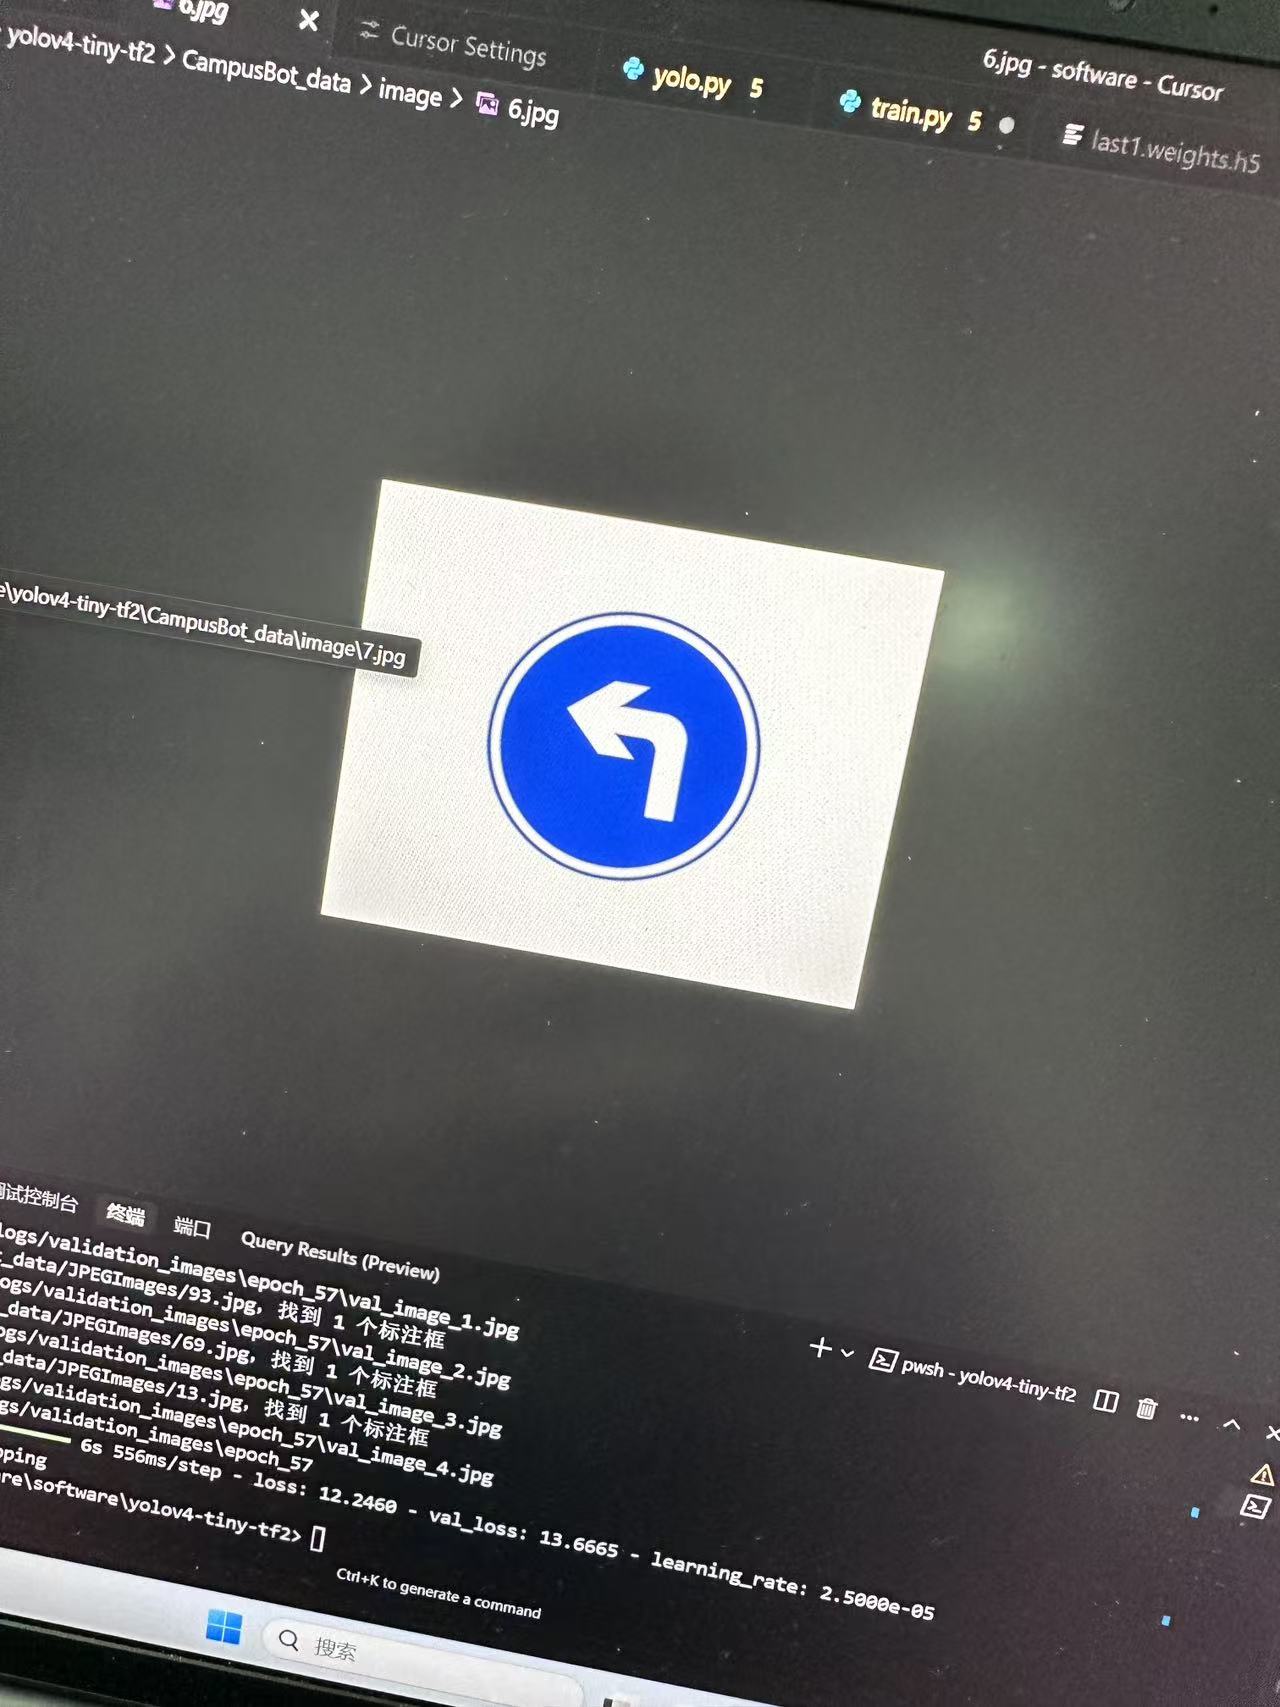 6.jpg
Cursor Settings
yolo.py 5
train.py 5
last1.weights.h5
6.jpg - software - Cursor
yolov4-tiny-tf2 > CampusBot_data > image > 6.jpg
e\yolov4-tiny-tf2\CampusBot_data\image\7.jpg
调试控制台 终端 端口 Query Results (Preview)
pwsh - yolov4-tiny-tf2
logs/validation_images\epoch_57\val_image_1.jpg
t_data/JPEGImages/93.jpg，找到 1 个标注框
ogs/validation_images\epoch_57\val_image_2.jpg
_data/JPEGImages/69.jpg，找到 1 个标注框
ogs/validation_images\epoch_57\val_image_3.jpg
_data/JPEGImages/13.jpg，找到 1 个标注框
gs/validation_images\epoch_57\val_image_4.jpg
gs/validation_images\epoch_57
6s 556ms/step - loss: 12.2460 - val_loss: 13.6665 - learning_rate: 2.5000e-05
pping
re\software\yolov4-tiny-tf2>
Ctrl+K to generate a command
搜索